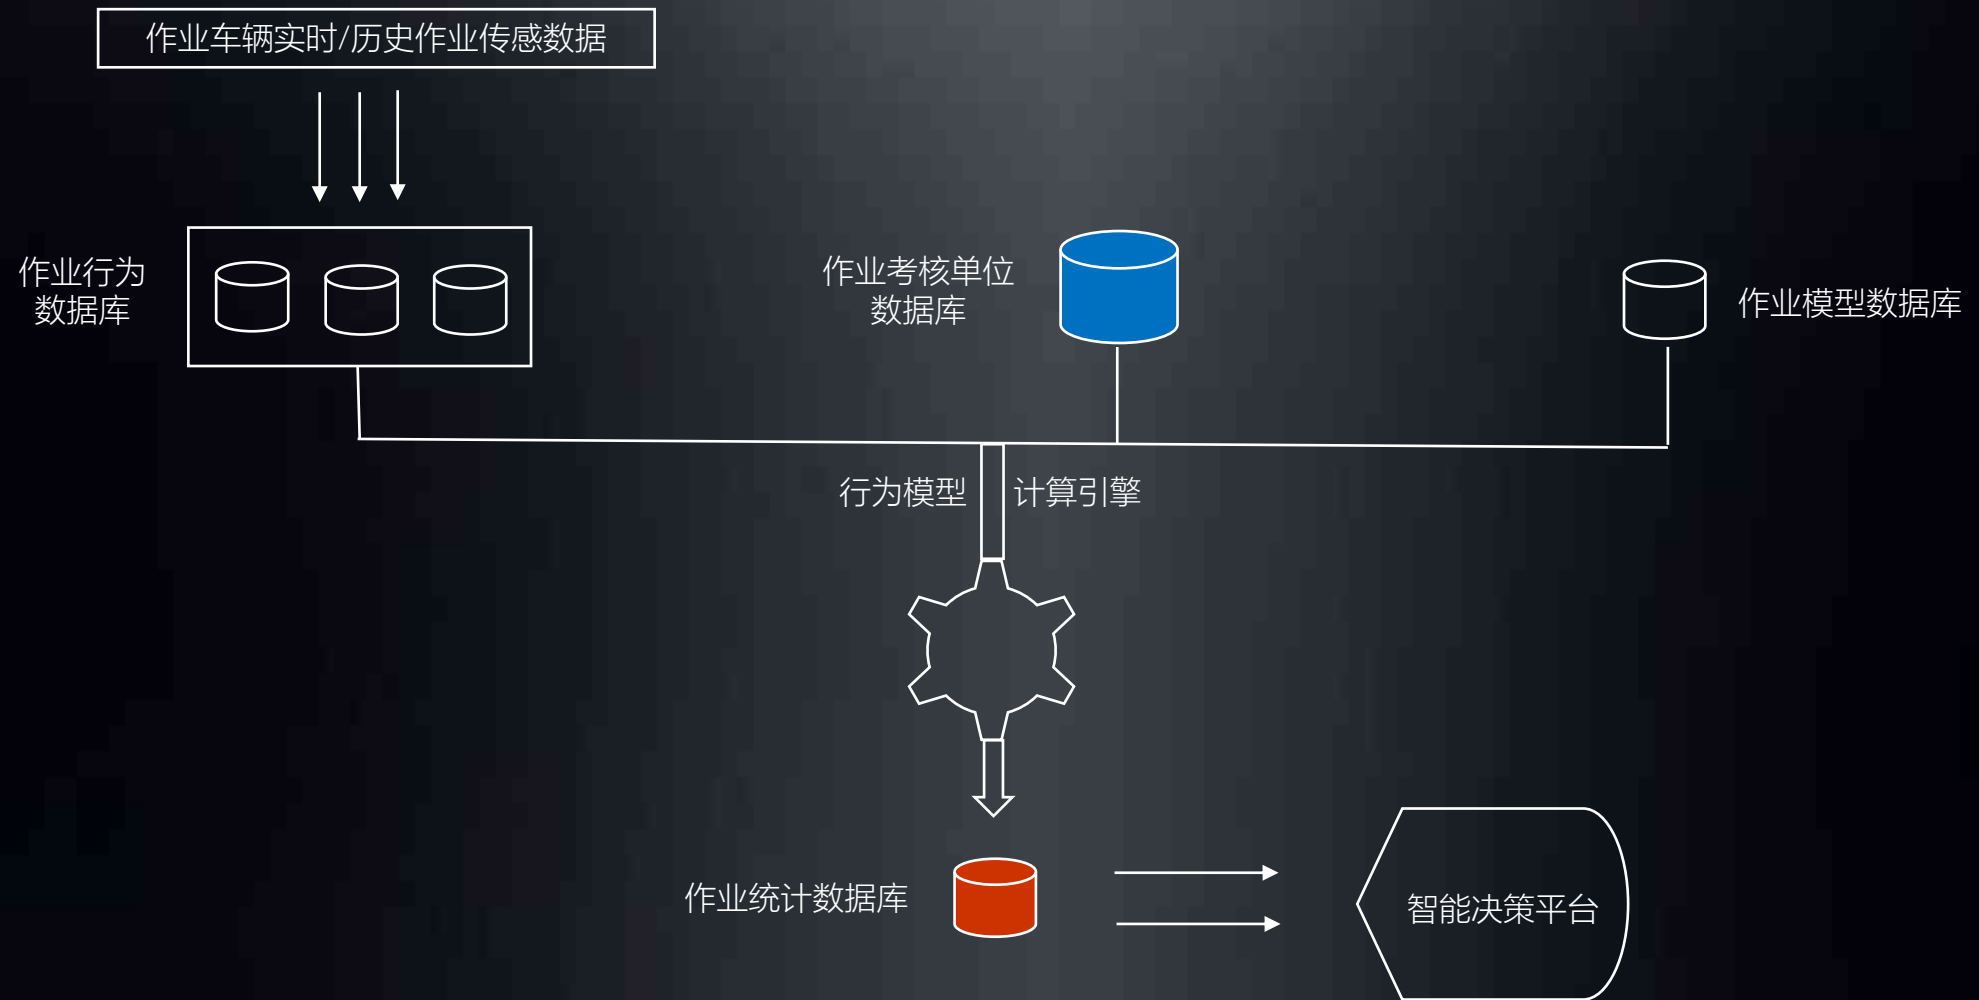 作业车辆实时/历史作业传感数据
作业行为
数据库
作业考核单位
数据库
作业模型数据库
行为模型
计算引擎
作业统计数据库
智能决策平台